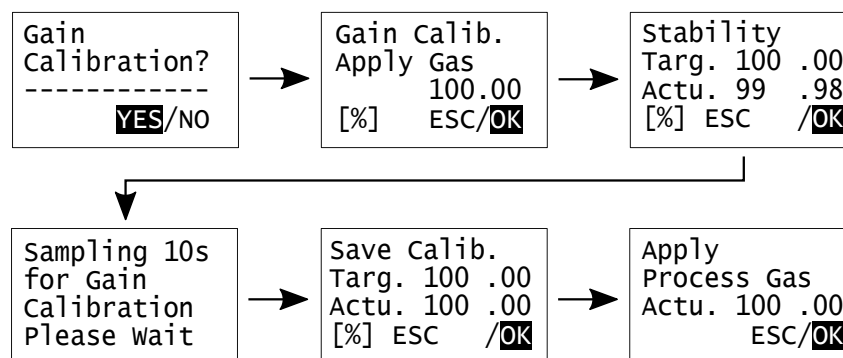 Gain
Calibration?
------------
YES/NO
Gain Calib.
Apply Gas
100.00
[%] ESC/OK
Stability
Targ. 100 .00
Actu. 99 .98
[%] ESC /OK
Sampling 10s
for Gain
Calibration
Please Wait
Save Calib.
Targ. 100 .00
Actu. 100 .00
[%] ESC /OK
Apply
Process Gas
Actu. 100 .00
ESC/OK